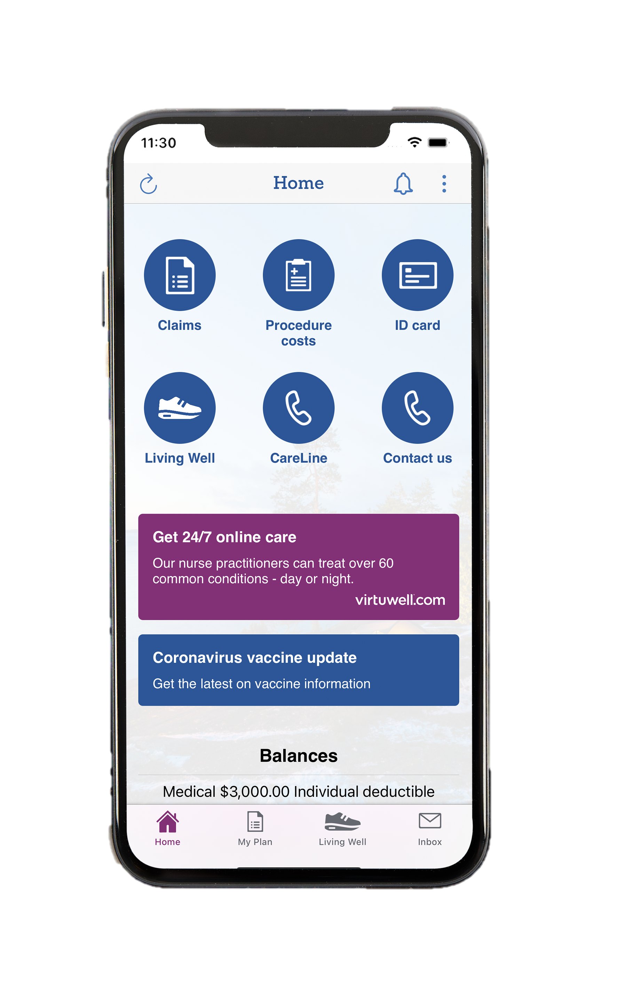 11:30
Home
Claims
Procedure
costs
ID card
Living Well
CareLine
Contact us
Get 24/7 online care
Our nurse practitioners can treat over 60
common conditions - day or night.
virtuwell.com
Coronavirus vaccine update
Get the latest on vaccine information
Balances
Medical $3,000.00 Individual deductible
Home
My Plan
Living Well
Inbox